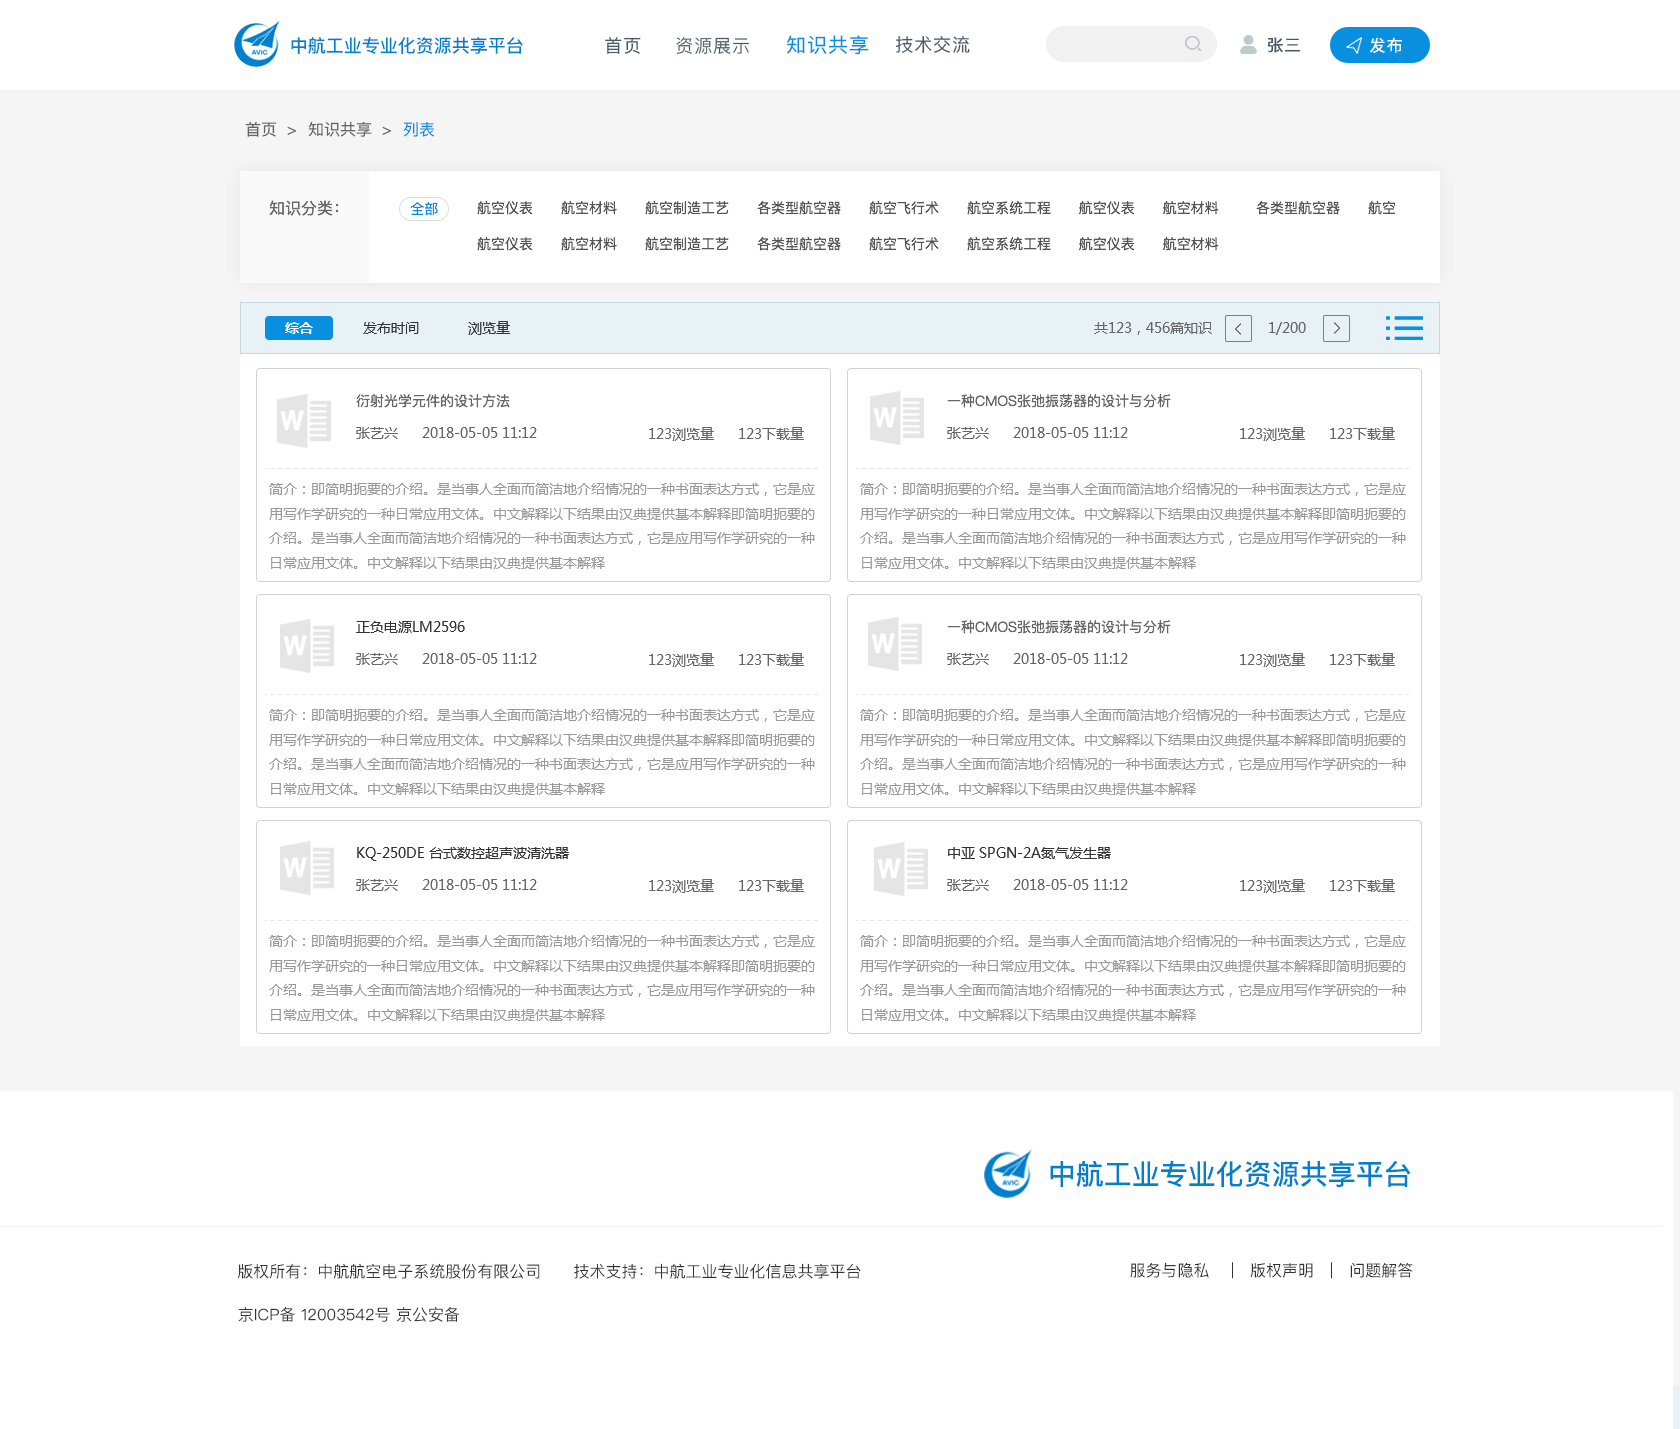 AVIC 中航工业专业化资源共享平台 首页 资源展示 知识共享 技术交流 张三 发布
首页 > 知识共享 > 列表
知识分类： 全部 航空仪表 航空材料 航空制造工艺 各类型航空器 航空飞行术 航空系统工程 航空仪表 航空材料 各类型航空器 航空
航空仪表 航空材料 航空制造工艺 各类型航空器 航空飞行术 航空系统工程 航空仪表 航空材料
综合 发布时间 浏览量 共123，456篇知识 < 1/200 >
W
衍射光学元件的设计方法
张艺兴 2018-05-05 11:12 123浏览量 123下载量
简介：即简明扼要的介绍。是当事人全面而简洁地介绍情况的一种书面表达方式，它是应
用写作学研究的一种日常应用文体。中文解释以下结果由汉典提供基本解释即简明扼要的
介绍。是当事人全面而简洁地介绍情况的一种书面表达方式，它是应用写作学研究的一种
日常应用文体。中文解释以下结果由汉典提供基本解释
W
一种CMOS张弛振荡器的设计与分析
张艺兴 2018-05-05 11:12 123浏览量 123下载量
简介：即简明扼要的介绍。是当事人全面而简洁地介绍情况的一种书面表达方式，它是应
用写作学研究的一种日常应用文体。中文解释以下结果由汉典提供基本解释即简明扼要的
介绍。是当事人全面而简洁地介绍情况的一种书面表达方式，它是应用写作学研究的一种
日常应用文体。中文解释以下结果由汉典提供基本解释
W
正负电源LM2596
张艺兴 2018-05-05 11:12 123浏览量 123下载量
简介：即简明扼要的介绍。是当事人全面而简洁地介绍情况的一种书面表达方式，它是应
用写作学研究的一种日常应用文体。中文解释以下结果由汉典提供基本解释即简明扼要的
介绍。是当事人全面而简洁地介绍情况的一种书面表达方式，它是应用写作学研究的一种
日常应用文体。中文解释以下结果由汉典提供基本解释
W
一种CMOS张弛振荡器的设计与分析
张艺兴 2018-05-05 11:12 123浏览量 123下载量
简介：即简明扼要的介绍。是当事人全面而简洁地介绍情况的一种书面表达方式，它是应
用写作学研究的一种日常应用文体。中文解释以下结果由汉典提供基本解释即简明扼要的
介绍。是当事人全面而简洁地介绍情况的一种书面表达方式，它是应用写作学研究的一种
日常应用文体。中文解释以下结果由汉典提供基本解释
W
KQ-250DE 台式数控超声波清洗器
张艺兴 2018-05-05 11:12 123浏览量 123下载量
简介：即简明扼要的介绍。是当事人全面而简洁地介绍情况的一种书面表达方式，它是应
用写作学研究的一种日常应用文体。中文解释以下结果由汉典提供基本解释即简明扼要的
介绍。是当事人全面而简洁地介绍情况的一种书面表达方式，它是应用写作学研究的一种
日常应用文体。中文解释以下结果由汉典提供基本解释
W
中亚 SPGN-2A氮气发生器
张艺兴 2018-05-05 11:12 123浏览量 123下载量
简介：即简明扼要的介绍。是当事人全面而简洁地介绍情况的一种书面表达方式，它是应
用写作学研究的一种日常应用文体。中文解释以下结果由汉典提供基本解释即简明扼要的
介绍。是当事人全面而简洁地介绍情况的一种书面表达方式，它是应用写作学研究的一种
日常应用文体。中文解释以下结果由汉典提供基本解释
AVIC 中航工业专业化资源共享平台
版权所有：中航航空电子系统股份有限公司 技术支持：中航工业专业化信息共享平台 服务与隐私 | 版权声明 | 问题解答
京ICP备 12003542号 京公安备